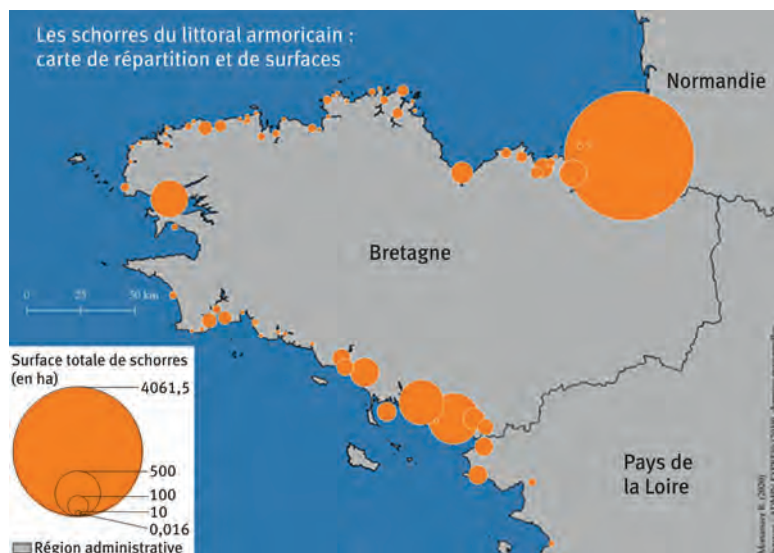 Les schorres du littoral armoricain :
carte de répartition et de surfaces
Normandie
Bretagne
0 25 50 km
Surface totale de schorres
(en ha)
4061,5
500
100
10
0,016
Région administrative
Pays de
la Loire